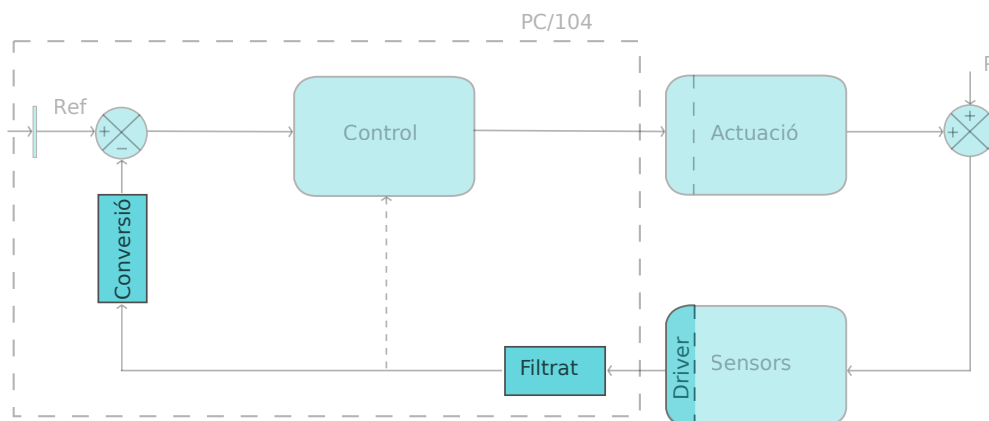 PC/104
Ref
Control
Actuació
P
+
−
+
+
Conversió
Filtrat
Driver
Sensors